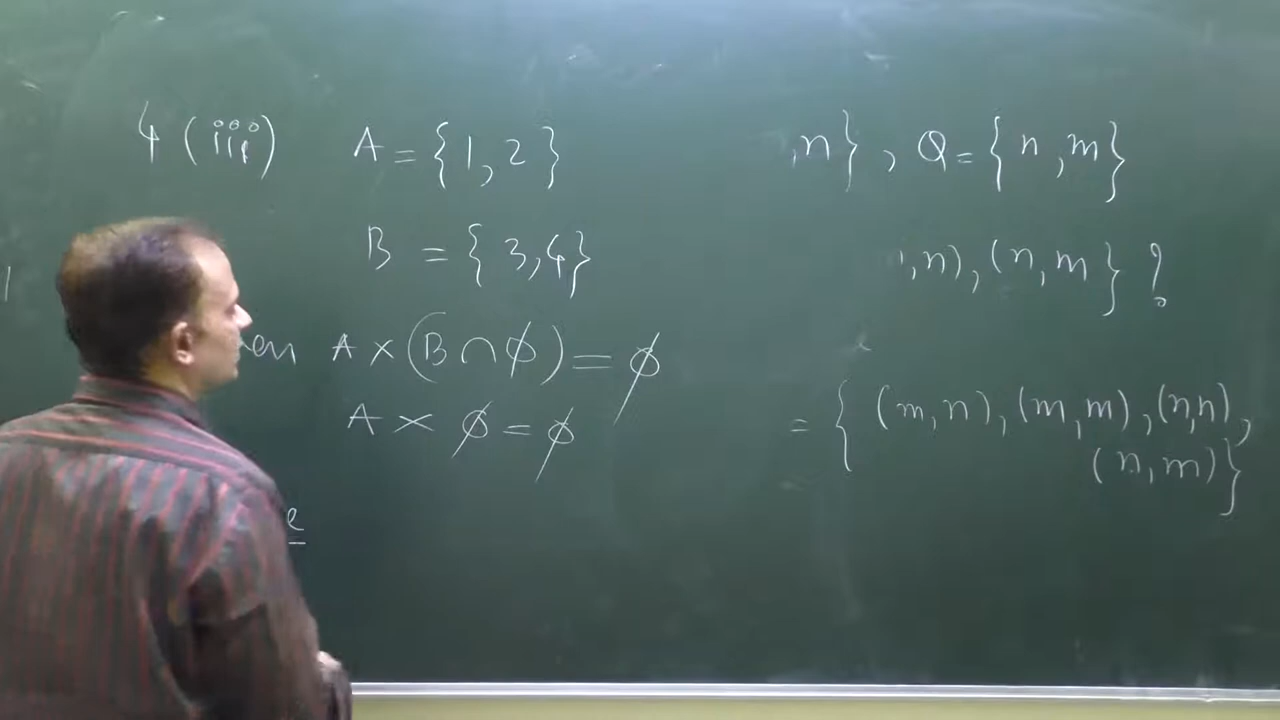 4 (iii) A = {1, 2}
B = {3, 4}
A × (B ∩ ϕ) = ϕ
A × ϕ = ϕ
, n} , Q = {n, m}
, n), (n, m} ?
= {(m, n), (m, m), (n, n),
(n, m)}